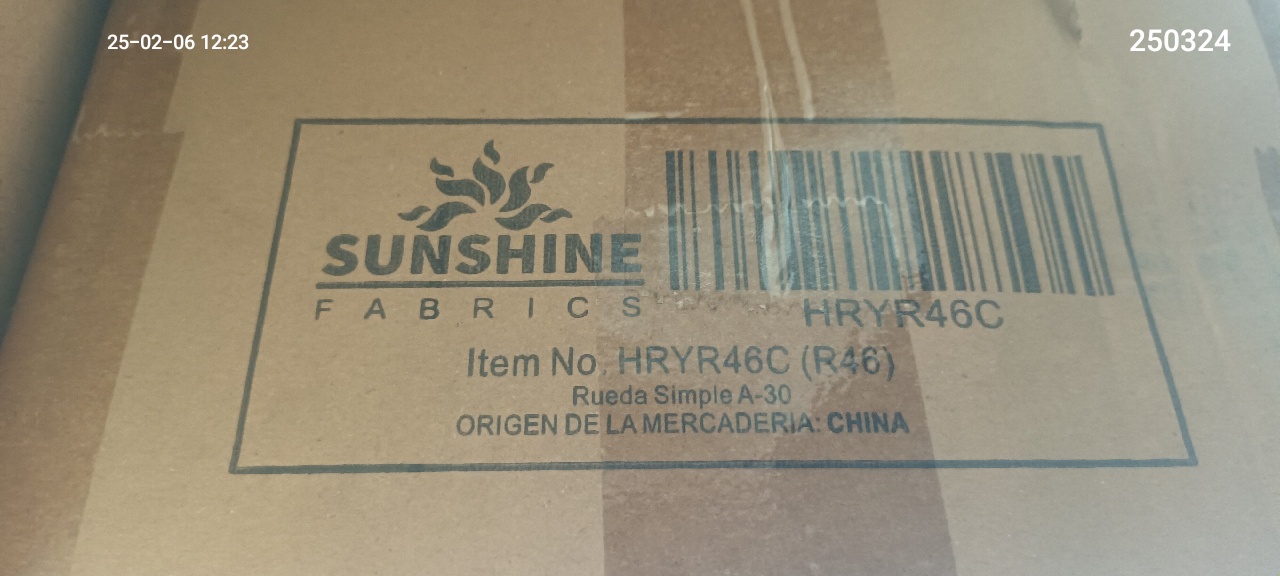 25-02-06 12:23
250324
SUNSHINE
FABRICS
HRYR46C
Item No. HRYR46C (R46)
Rueda Simple A-30
ORIGEN DE LA MERCADERIA: CHINA